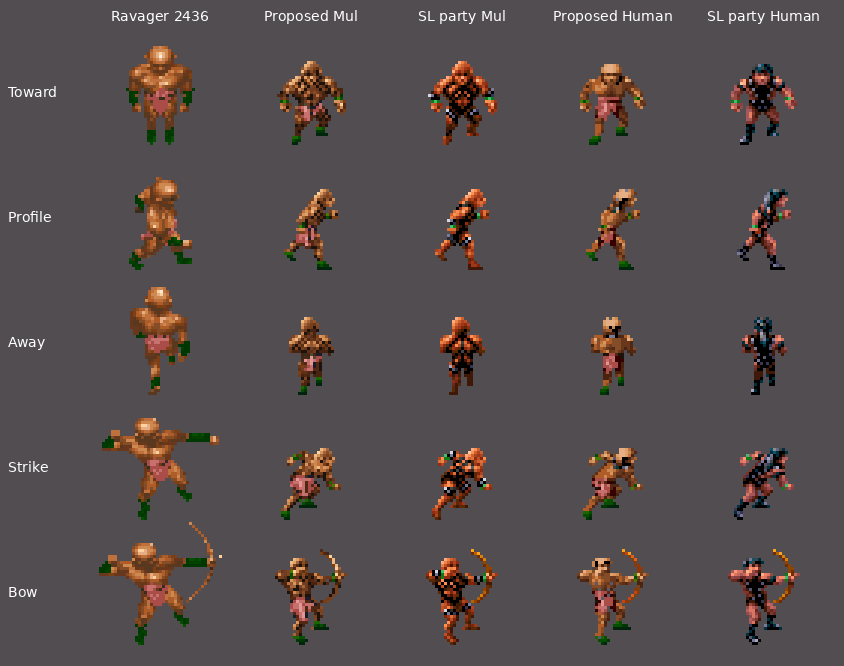 Ravager 2436 Proposed Mul SL party Mul Proposed Human SL party Human
Toward
Profile
Away
Strike
Bow